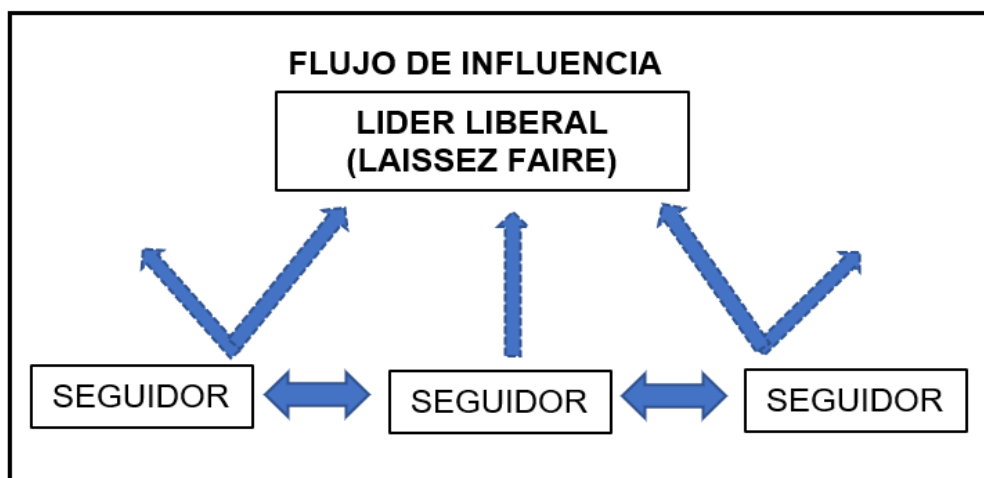 FLUJO DE INFLUENCIA
LIDER LIBERAL
(LAISSEZ FAIRE)
SEGUIDOR
SEGUIDOR
SEGUIDOR